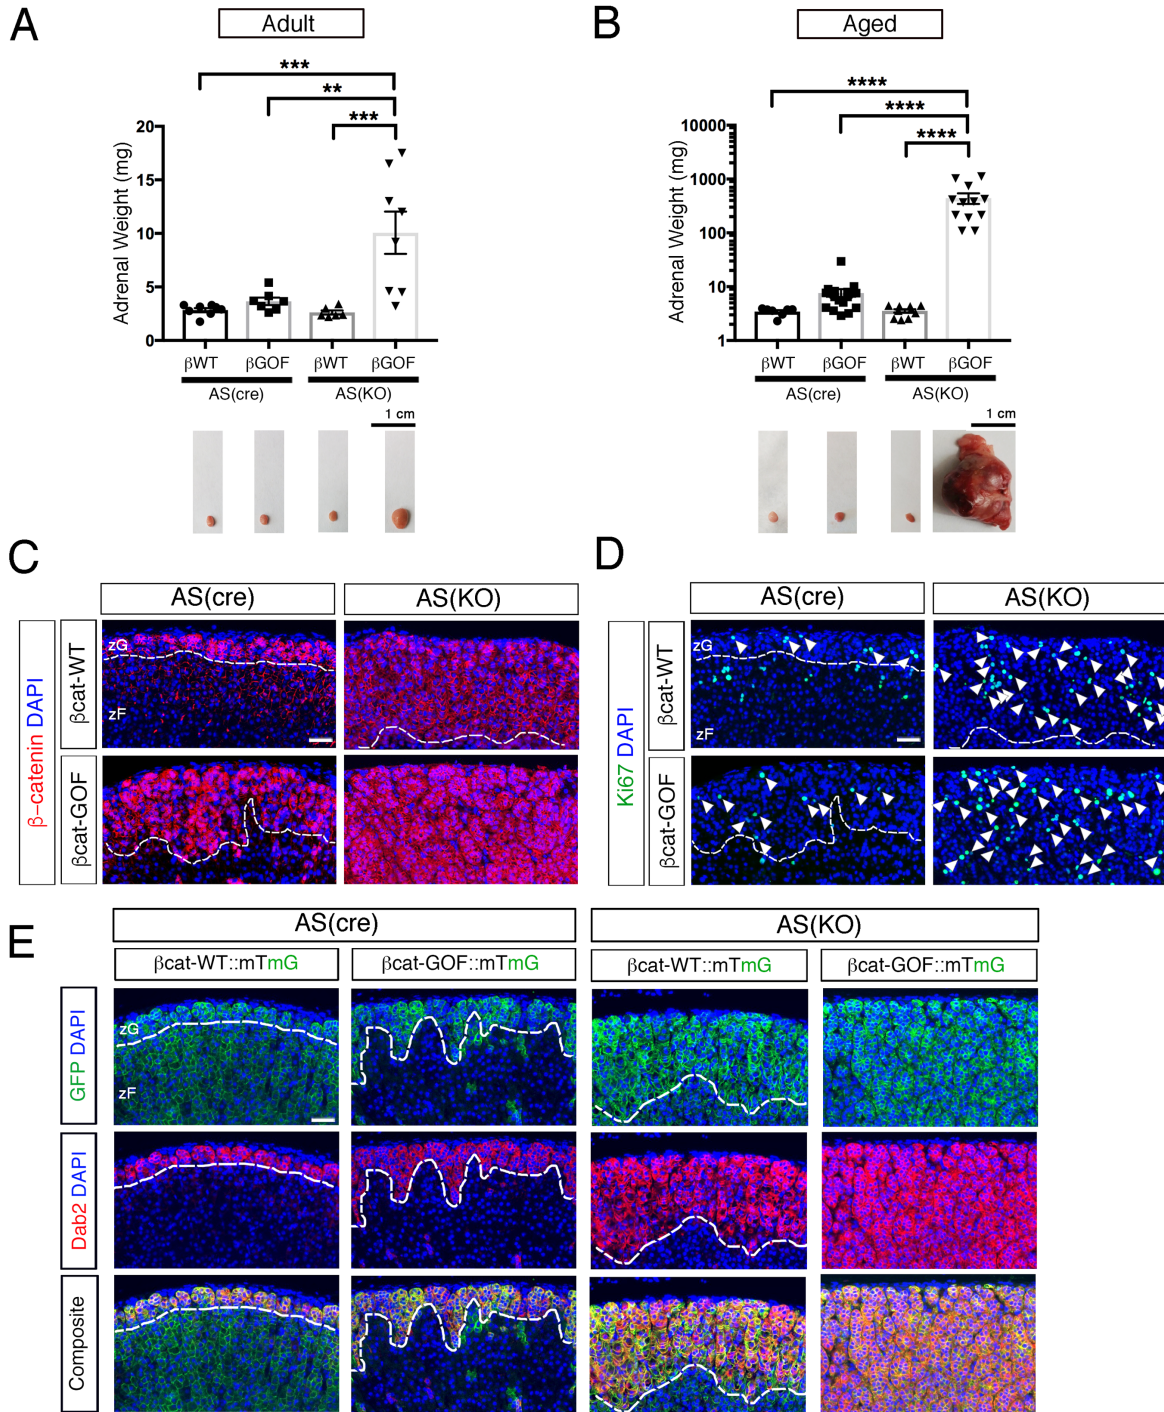 A
Adult
***
**
***
Adrenal Weight (mg)
20
15
10
5
0
βWT
βGOF
βWT
βGOF
AS(cre)
AS(KO)
1 cm
B
Aged
****
****
****
Adrenal Weight (mg)
10000
1000
100
10
1
βWT
βGOF
βWT
βGOF
AS(cre)
AS(KO)
1 cm
C
AS(cre)
AS(KO)
β-catenin DAPI
βcat-WT
βcat-GOF
zG
zF
D
AS(cre)
AS(KO)
Ki67 DAPI
βcat-WT
βcat-GOF
zG
zF
E
AS(cre)
AS(KO)
βcat-WT::mTmG
βcat-GOF::mTmG
βcat-WT::mTmG
βcat-GOF::mTmG
GFP DAPI
zG
zF
Dab2 DAPI
Composite